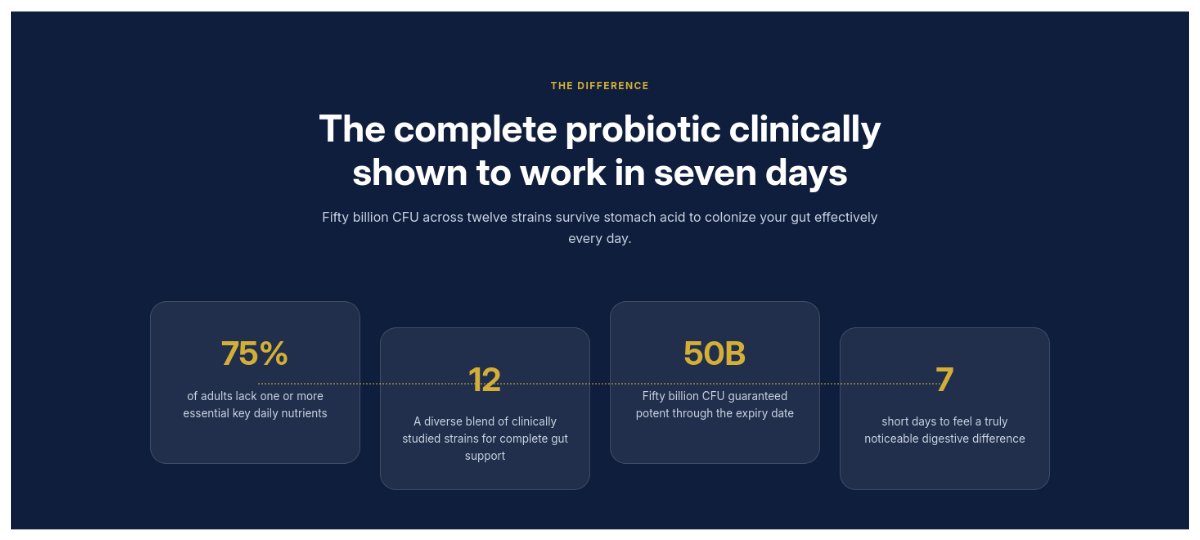 THE DIFFERENCE
The complete probiotic clinically
shown to work in seven days
Fifty billion CFU across twelve strains survive stomach acid to colonize your gut effectively
every day.
75%
of adults lack one or more
essential key daily nutrients
12
A diverse blend of clinically
studied strains for complete gut
support
50B
Fifty billion CFU guaranteed
potent through the expiry date
7
short days to feel a truly
noticeable digestive difference